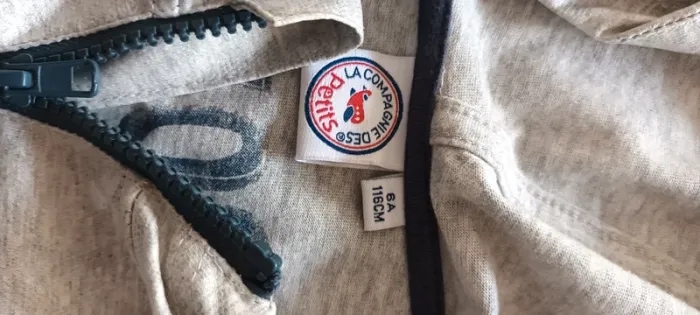 LA COMPAGNIE DES
Petits®
6A
116CM